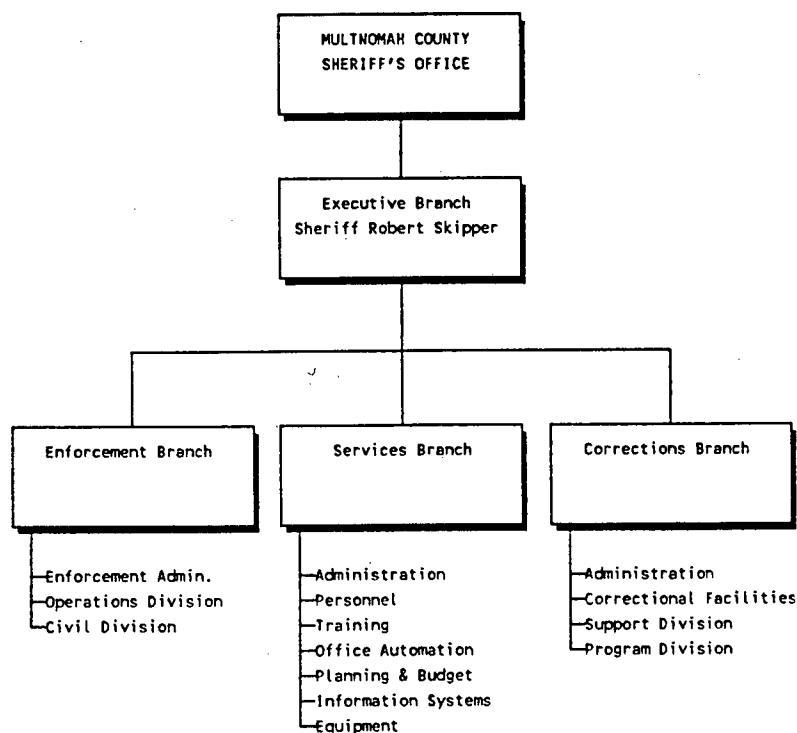 MULTNOMAH COUNTY
SHERIFF'S OFFICE
Executive Branch
Sheriff Robert Skipper
Enforcement Branch
Services Branch
Corrections Branch
Enforcement Admin.
Operations Division
Civil Division
Administration
Personnel
Training
Office Automation
Planning & Budget
Information Systems
Equipment
Administration
Correctional Facilities
Support Division
Program Division